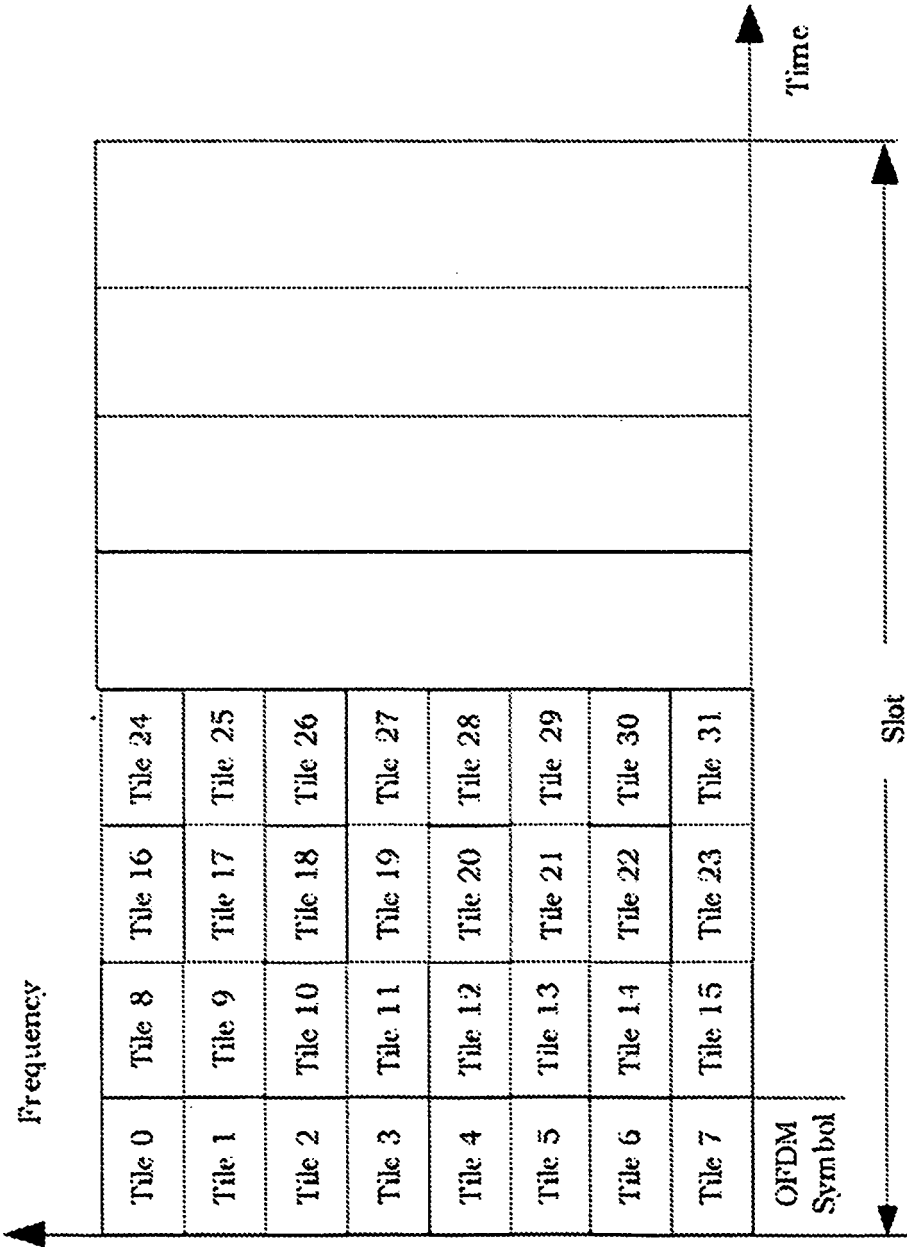 Frequency
Tile 0 Tile 8 Tile 16 Tile 24
Tile 1 Tile 9 Tile 17 Tile 25
Tile 2 Tile 10 Tile 18 Tile 26
Tile 3 Tile 11 Tile 19 Tile 27
Tile 4 Tile 12 Tile 20 Tile 28
Tile 5 Tile 13 Tile 21 Tile 29
Tile 6 Tile 14 Tile 22 Tile 30
Tile 7 Tile 15 Tile 23 Tile 31
OFDM
Symbol
Time
Slot